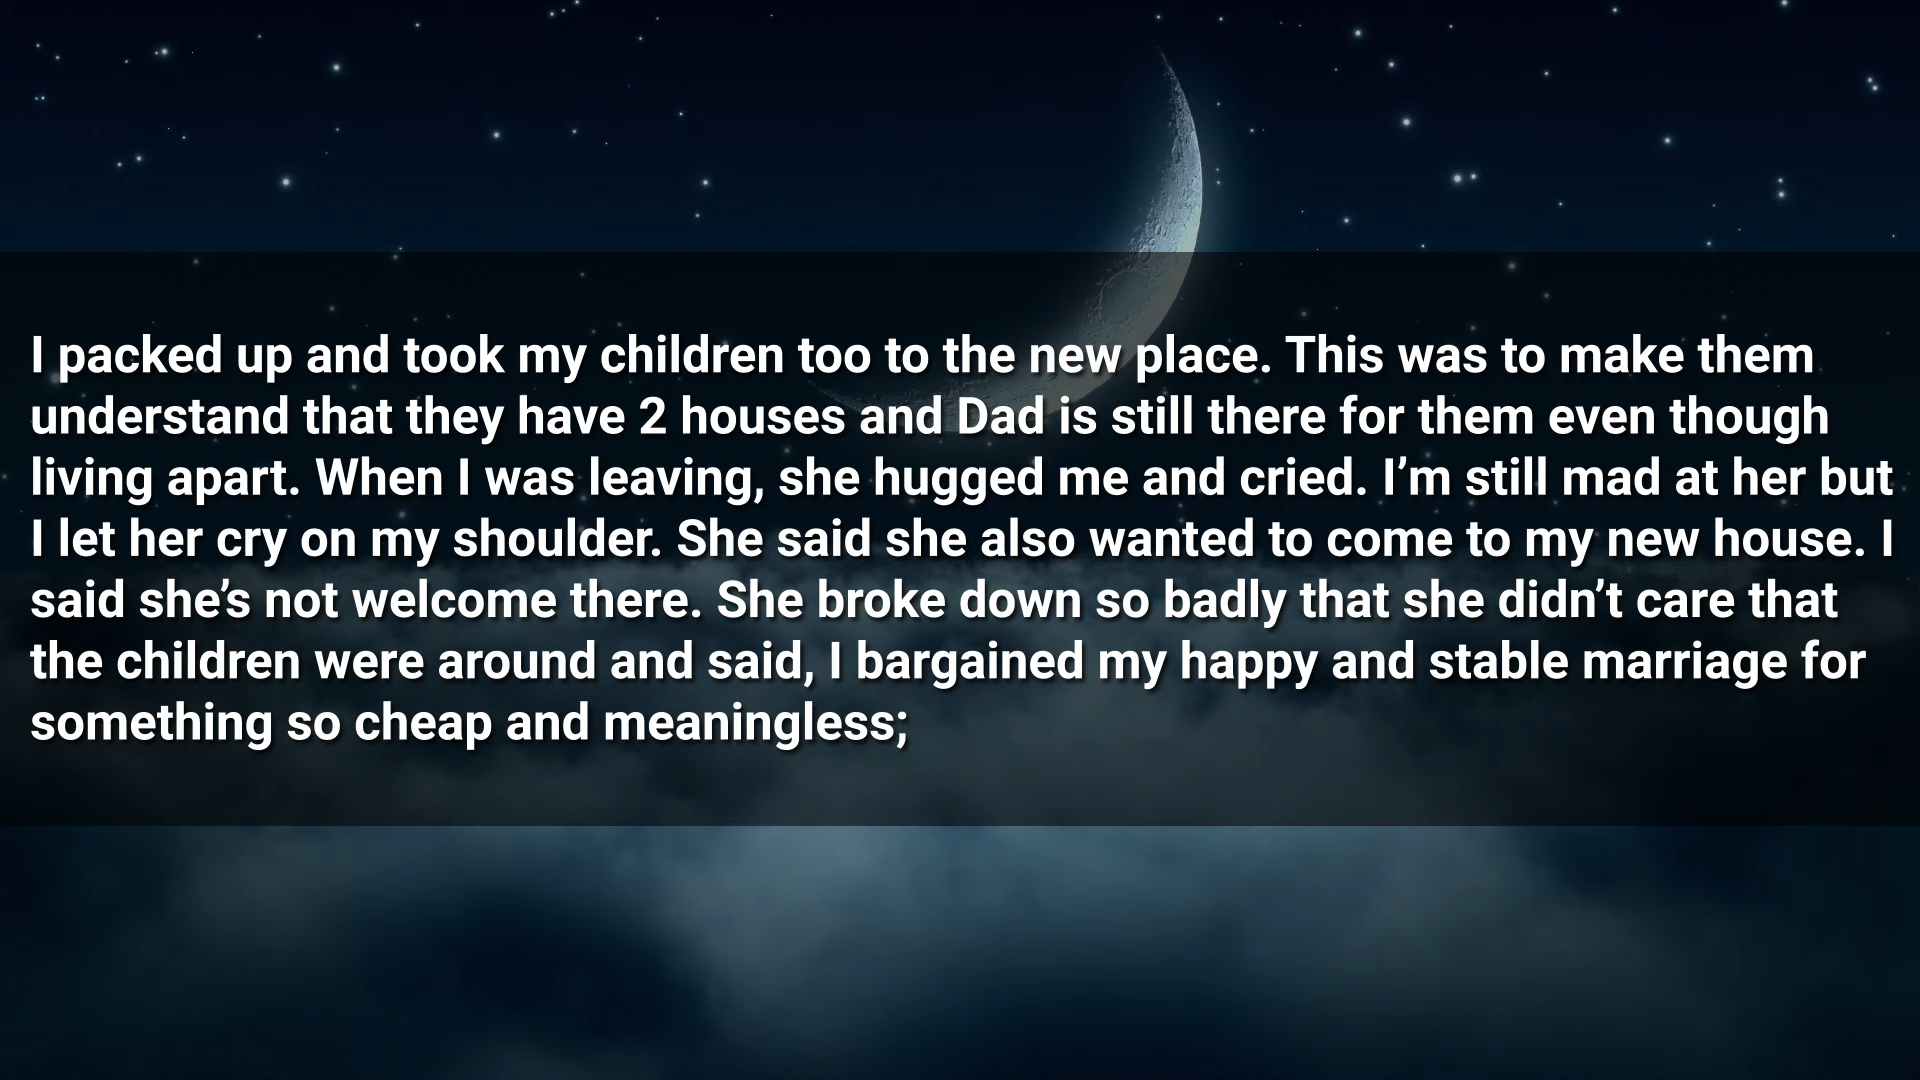 I packed up and took my children too to the new place. This was to make them
understand that they have 2 houses and Dad is still there for them even though
living apart. When I was leaving, she hugged me and cried. I’m still mad at her but
I let her cry on my shoulder. She said she also wanted to come to my new house. I
said she’s not welcome there. She broke down so badly that she didn’t care that
the children were around and said, I bargained my happy and stable marriage for
something so cheap and meaningless;